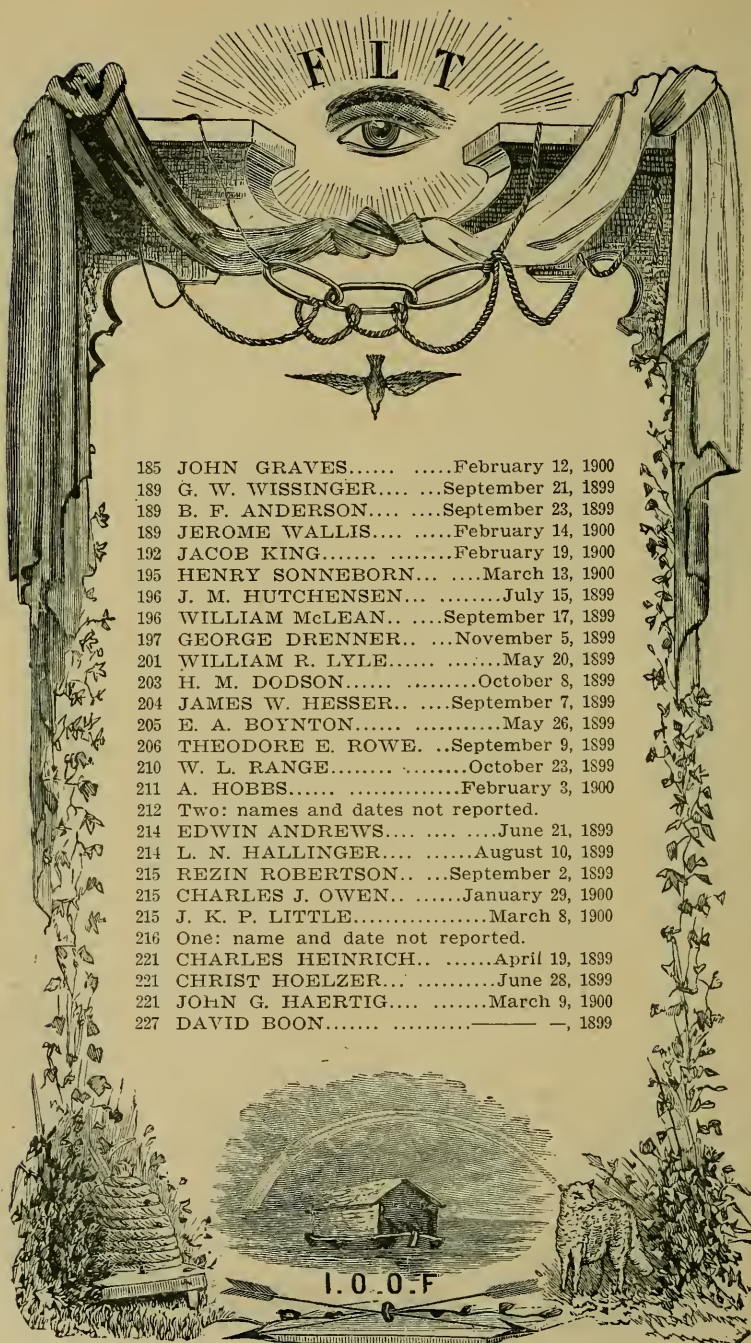 F L T
185 JOHN GRAVES...... .....February 12, 1900
189 G. W. WISSINGER.... ...September 21, 1899
189 B. F. ANDERSON.... ....September 23, 1899
189 JEROME WALLIS.... ......February 14, 1900
192 JACOB KING....... .........February 19, 1900
195 HENRY SONNEBORN... ....March 13, 1900
196 J. M. HUTCHENSEN... ........July 15, 1899
196 WILLIAM McLEAN.. ....September 17, 1899
197 GEORGE DRENNER.. ...November 5, 1899
201 WILLIAM R. LYLE...... .......May 20, 1899
203 H. M. DODSON...... .........October 8, 1899
204 JAMES W. HESSER.. ....September 7, 1899
205 E. A. BOYNTON..... ...........May 26, 1899
206 THEODORE E. ROWE. ..September 9, 1899
210 W. L. RANGE........ ........October 23, 1899
211 A. HOBBS...... ..............February 3, 1900
212 Two: names and dates not reported.
214 EDWIN ANDREWS.... .... ....June 21, 1899
214 L. N. HALLINGER.... ......August 10, 1899
215 REZIN ROBERTSON.. ...September 2, 1899
215 CHARLES J. OWEN.. ......January 29, 1900
215 J. K. P. LITTLE................March 8, 1900
216 One: name and date not reported.
221 CHARLES HEINRICH.. ......April 19, 1899
221 CHRIST HOELZER... ..........June 28, 1899
221 JOHN G. HAERTIG.... ........March 9, 1900
227 DAVID BOON....... ..........——— —, 1899
I.O.O.F